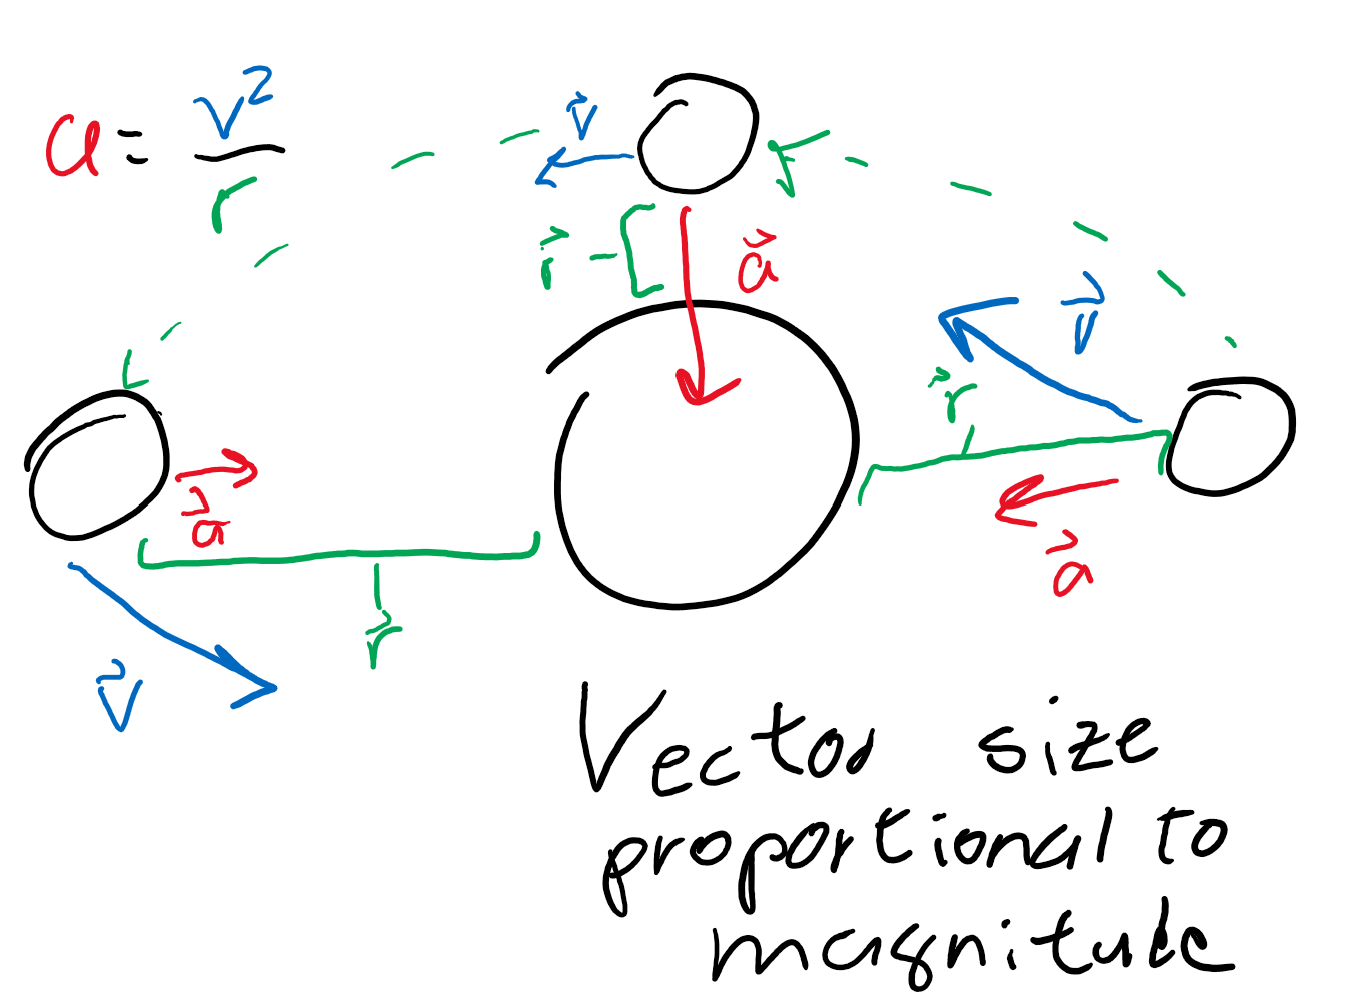 a = v²/r
v⃗
r⃗
a⃗
v⃗
r⃗
a⃗
a⃗
r⃗
v⃗
Vector size
proportional to
magnitude